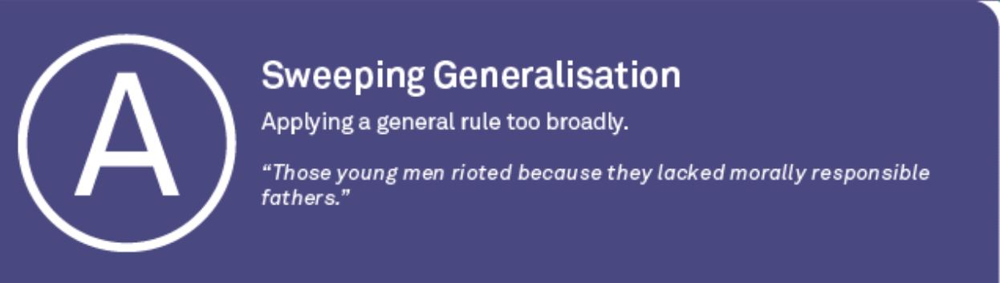 A
Sweeping Generalisation
Applying a general rule too broadly.
“Those young men rioted because they lacked morally responsible
fathers.”